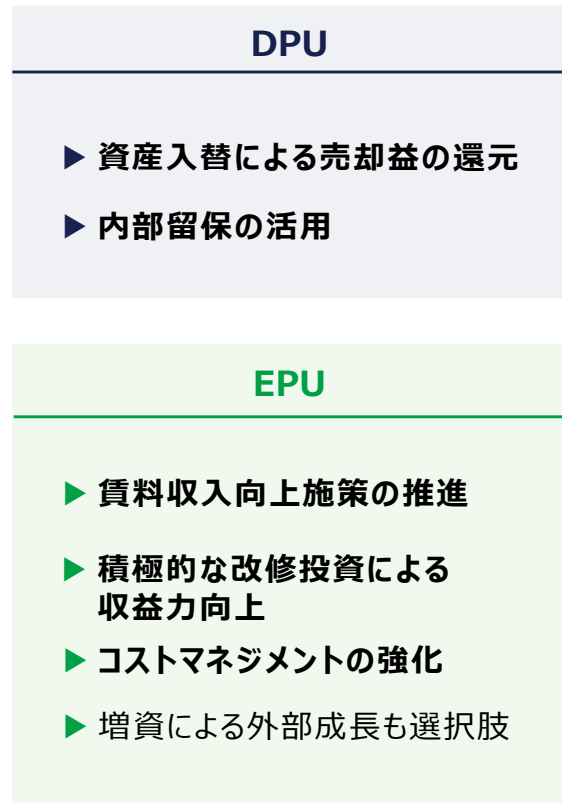 DPU
▶ 資産入替による売却益の還元
▶ 内部留保の活用
EPU
▶ 賃料収入向上施策の推進
▶ 積極的な改修投資による
収益力向上
▶ コストマネジメントの強化
▶ 増資による外部成長も選択肢